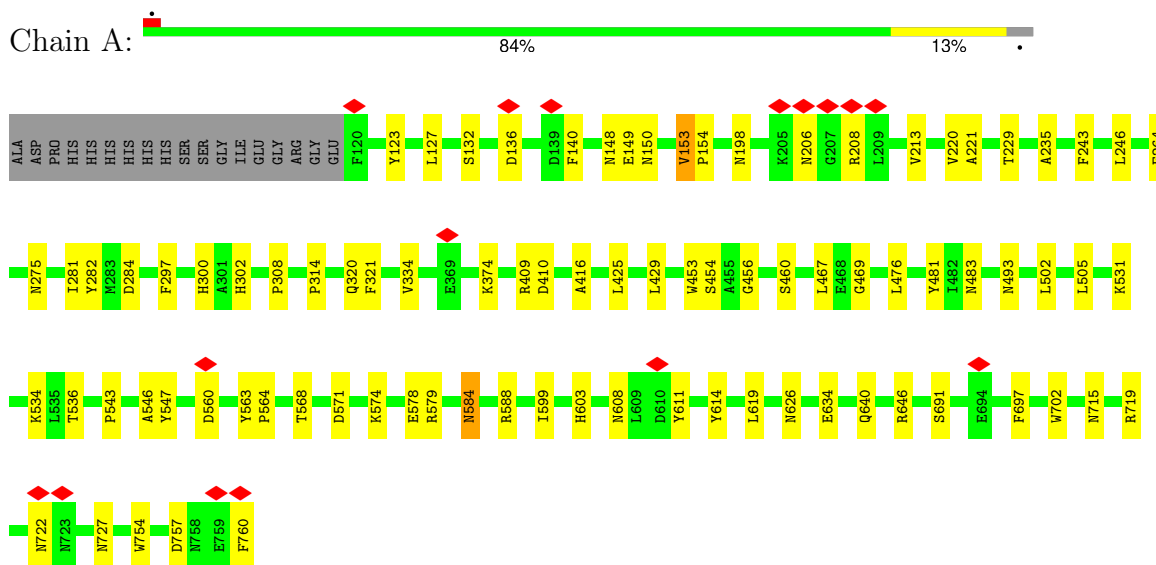 Chain A:
84% 13%
ALA ASP PRO HIS HIS HIS HIS HIS HIS HIS SER SER GLY ILE GLU GLY ARG GLY GLU F120 Y123 L127 S132 D136 D139 F140 N148 E149 N150 V153 P154 N198 K205 N206 G207 R208 L209 V213 V220 A221 T229 A235 F243 L246
N275 I281 Y282 M283 D284 F297 H300 A301 H302 P308 P314 Q320 F321 V334 E369 K374 R409 D410 A416 L425 L429 W453 S454 A455 G456 S460 L467 E468 G469 L476 Y481 I482 N483 N493 L502 L505 K531
K534 L535 T536 P543 A546 Y547 D560 Y563 P564 T568 D571 K574 E578 R579 N584 R588 I599 H603 N608 L609 D610 Y611 Y614 L619 N626 E634 Q640 R646 S691 E694 F697 W702 N715 R719
N722 N723 N727 W754 D757 N758 E759 F760